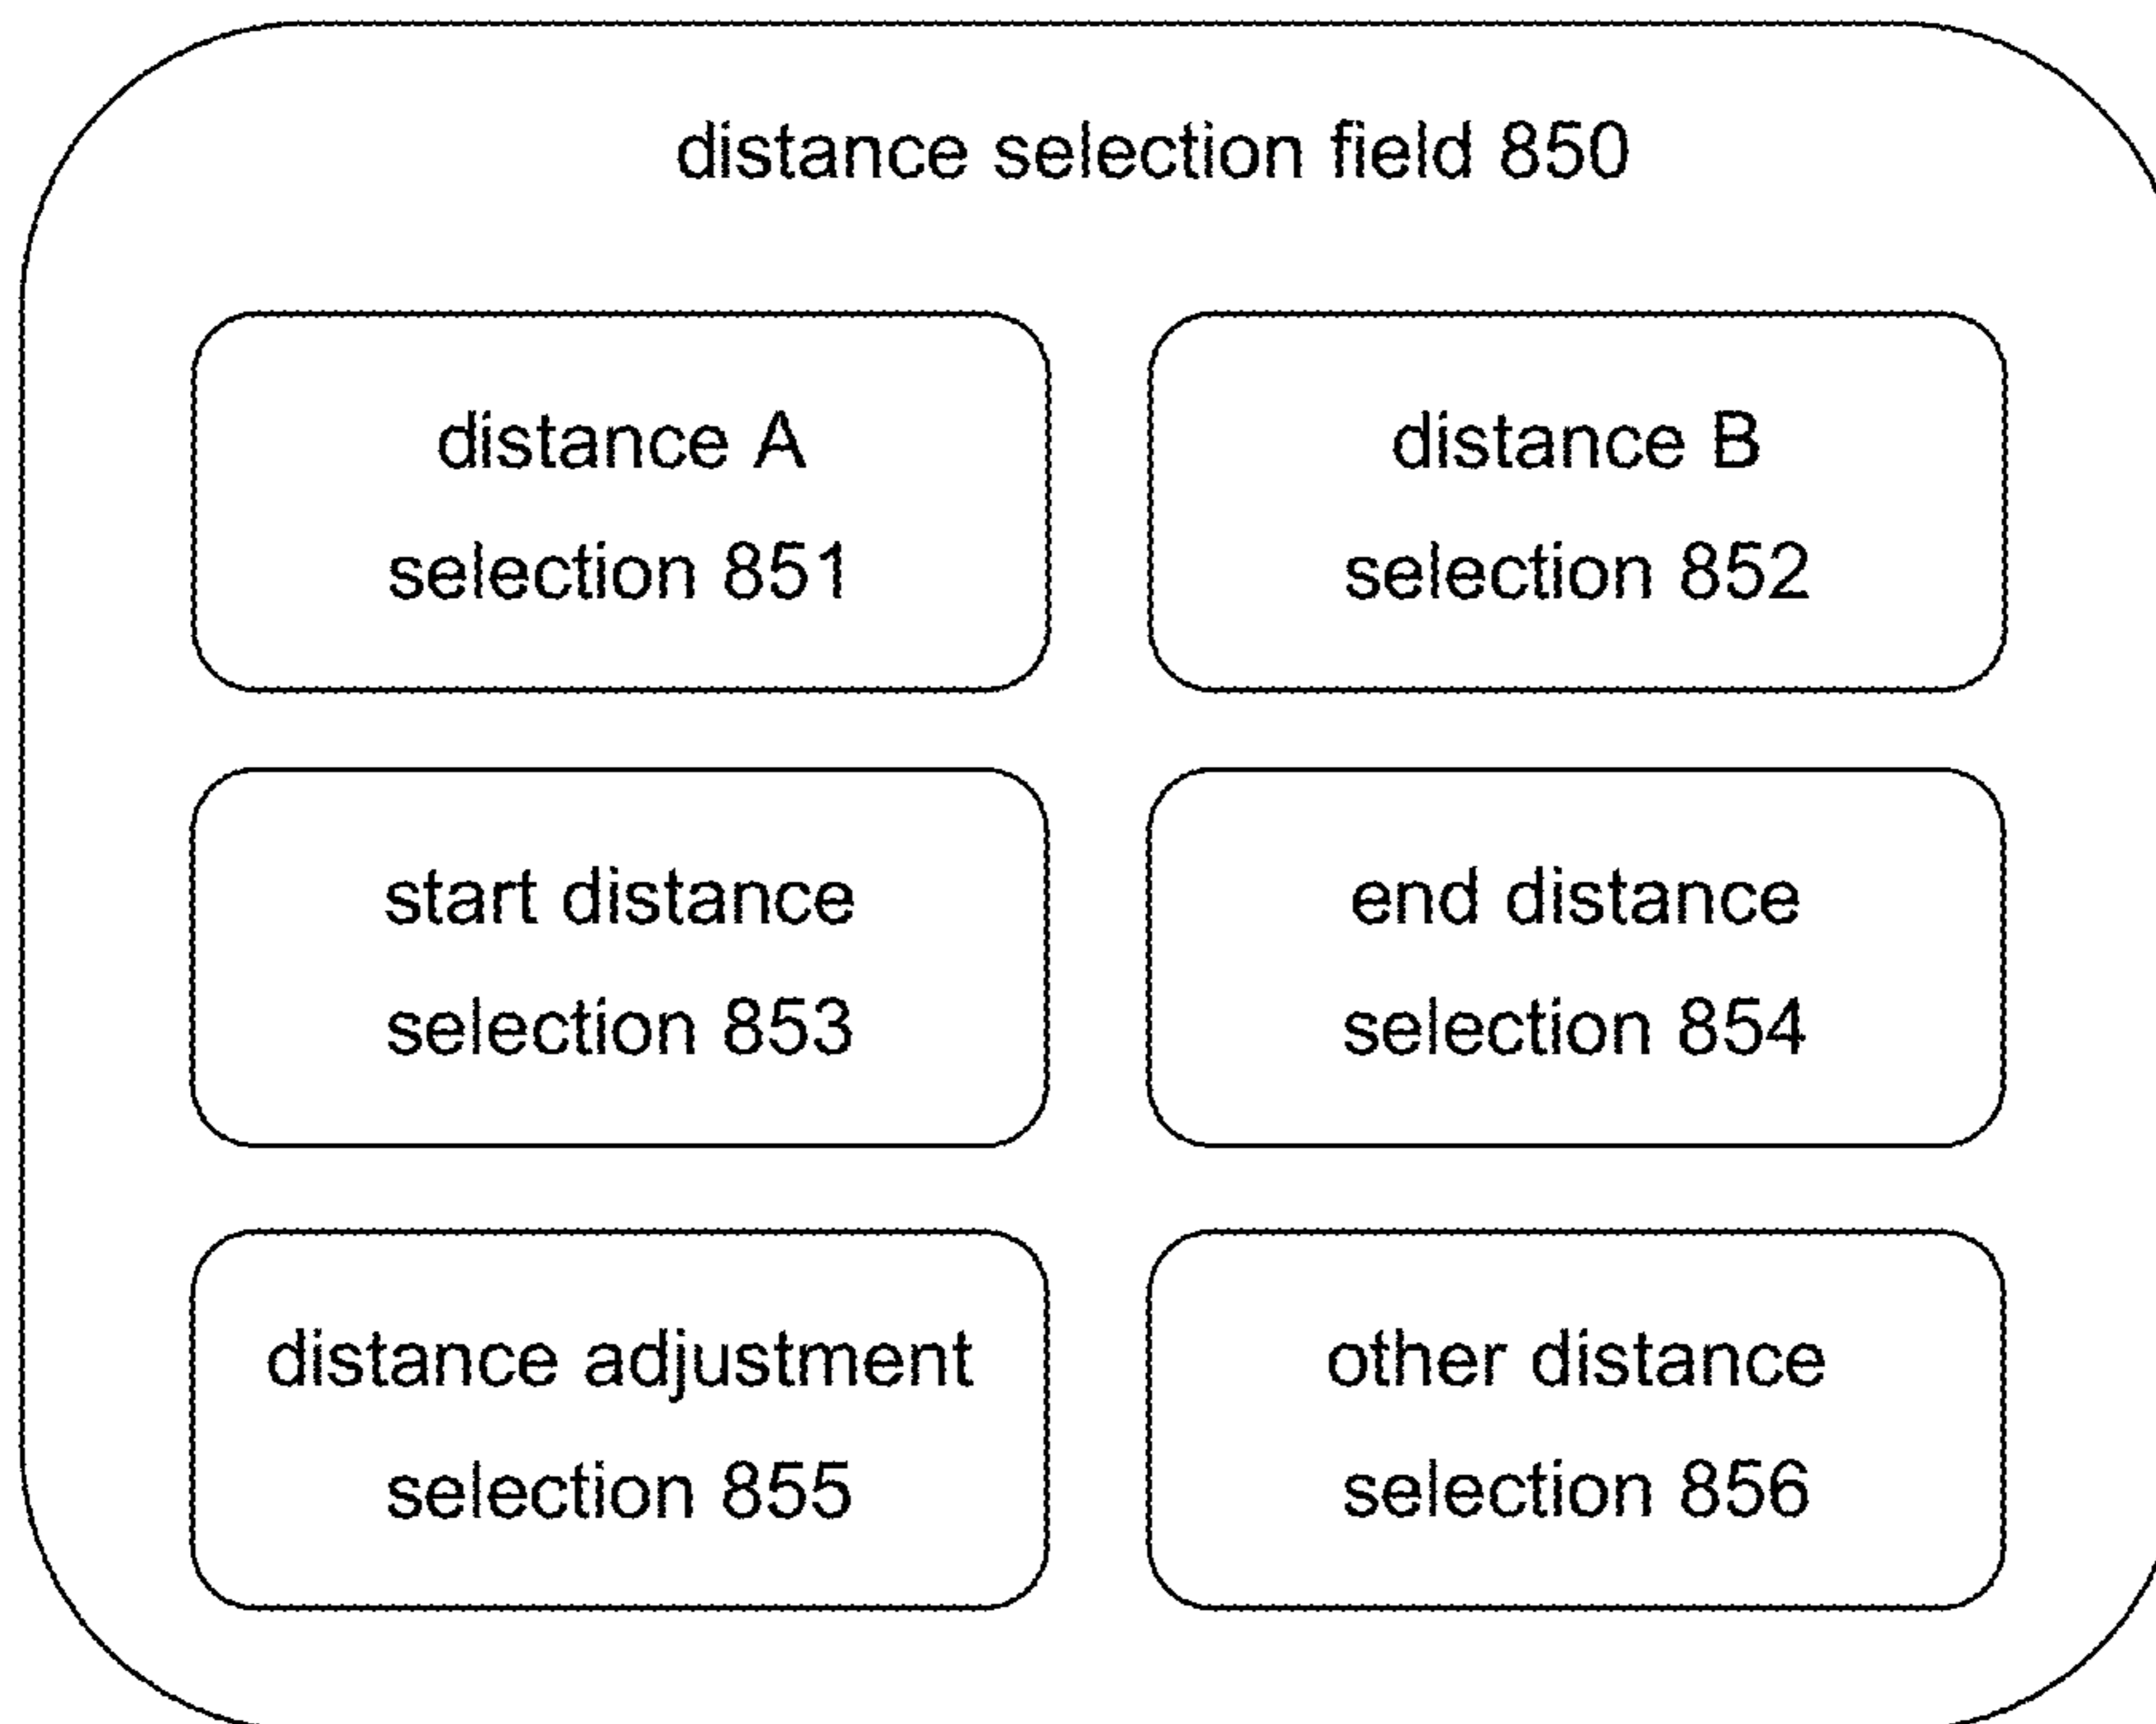 distance selection field 850
distance A
selection 851
distance B
selection 852
start distance
selection 853
end distance
selection 854
distance adjustment
selection 855
other distance
selection 856